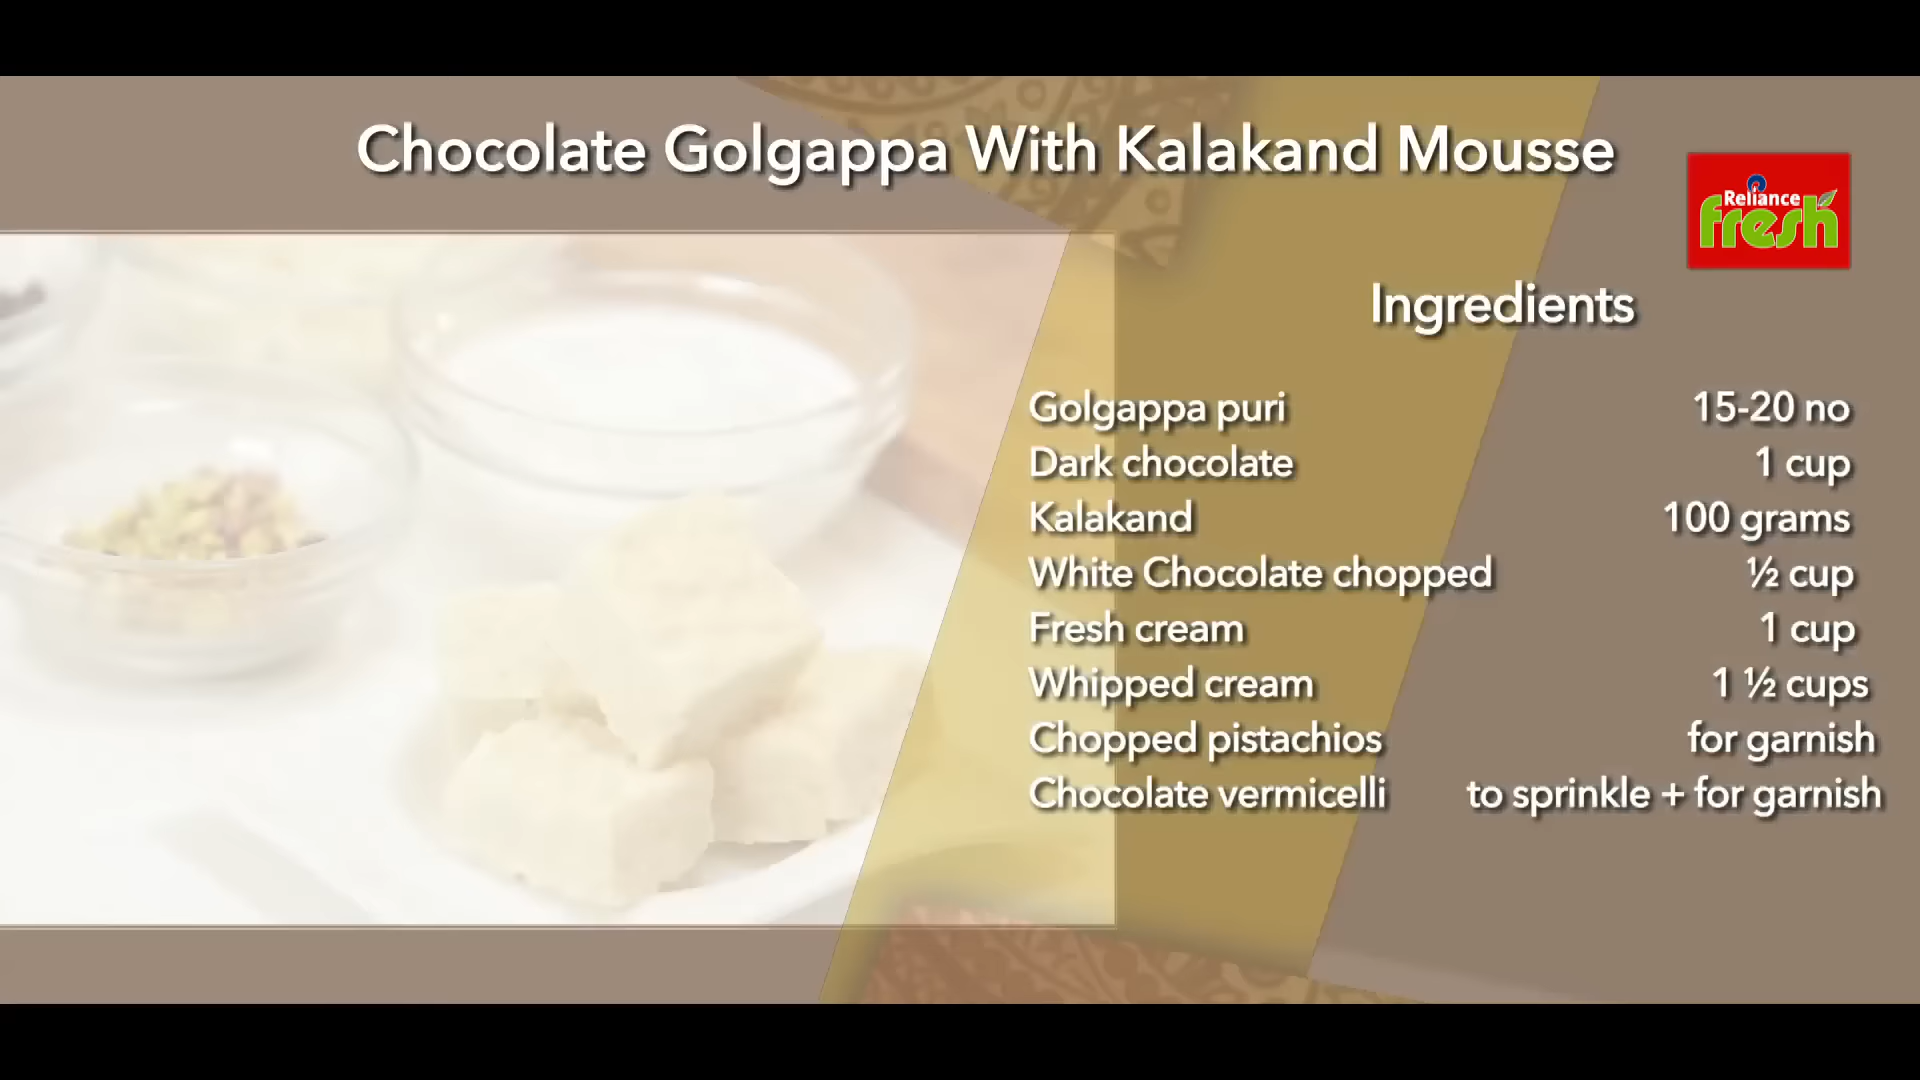 Chocolate Golgappa With Kalakand Mousse
Reliance
fresh
Ingredients
Golgappa puri 15-20 no
Dark chocolate 1 cup
Kalakand 100 grams
White Chocolate chopped ½ cup
Fresh cream 1 cup
Whipped cream 1 ½ cups
Chopped pistachios for garnish
Chocolate vermicelli to sprinkle + for garnish